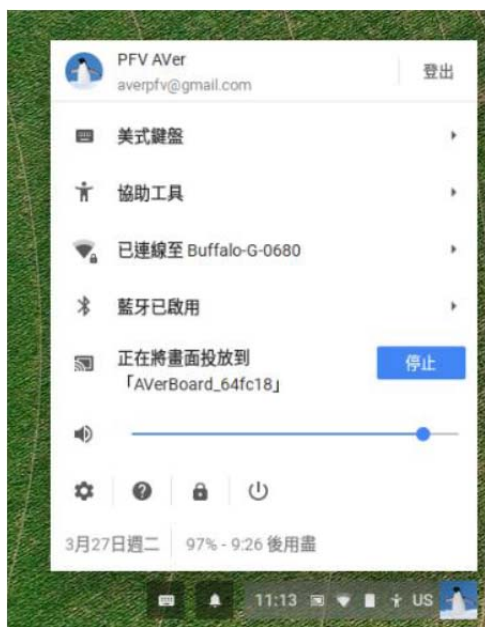 PFV AVer
averpfv@gmail.com
登出
美式鍵盤
協助工具
已連線至 Buffalo-G-0680
藍牙已啟用
正在將畫面投放到
「AVerBoard_64fc18」
停止
3月27日週二
97% - 9:26 後用盡
11:13
US